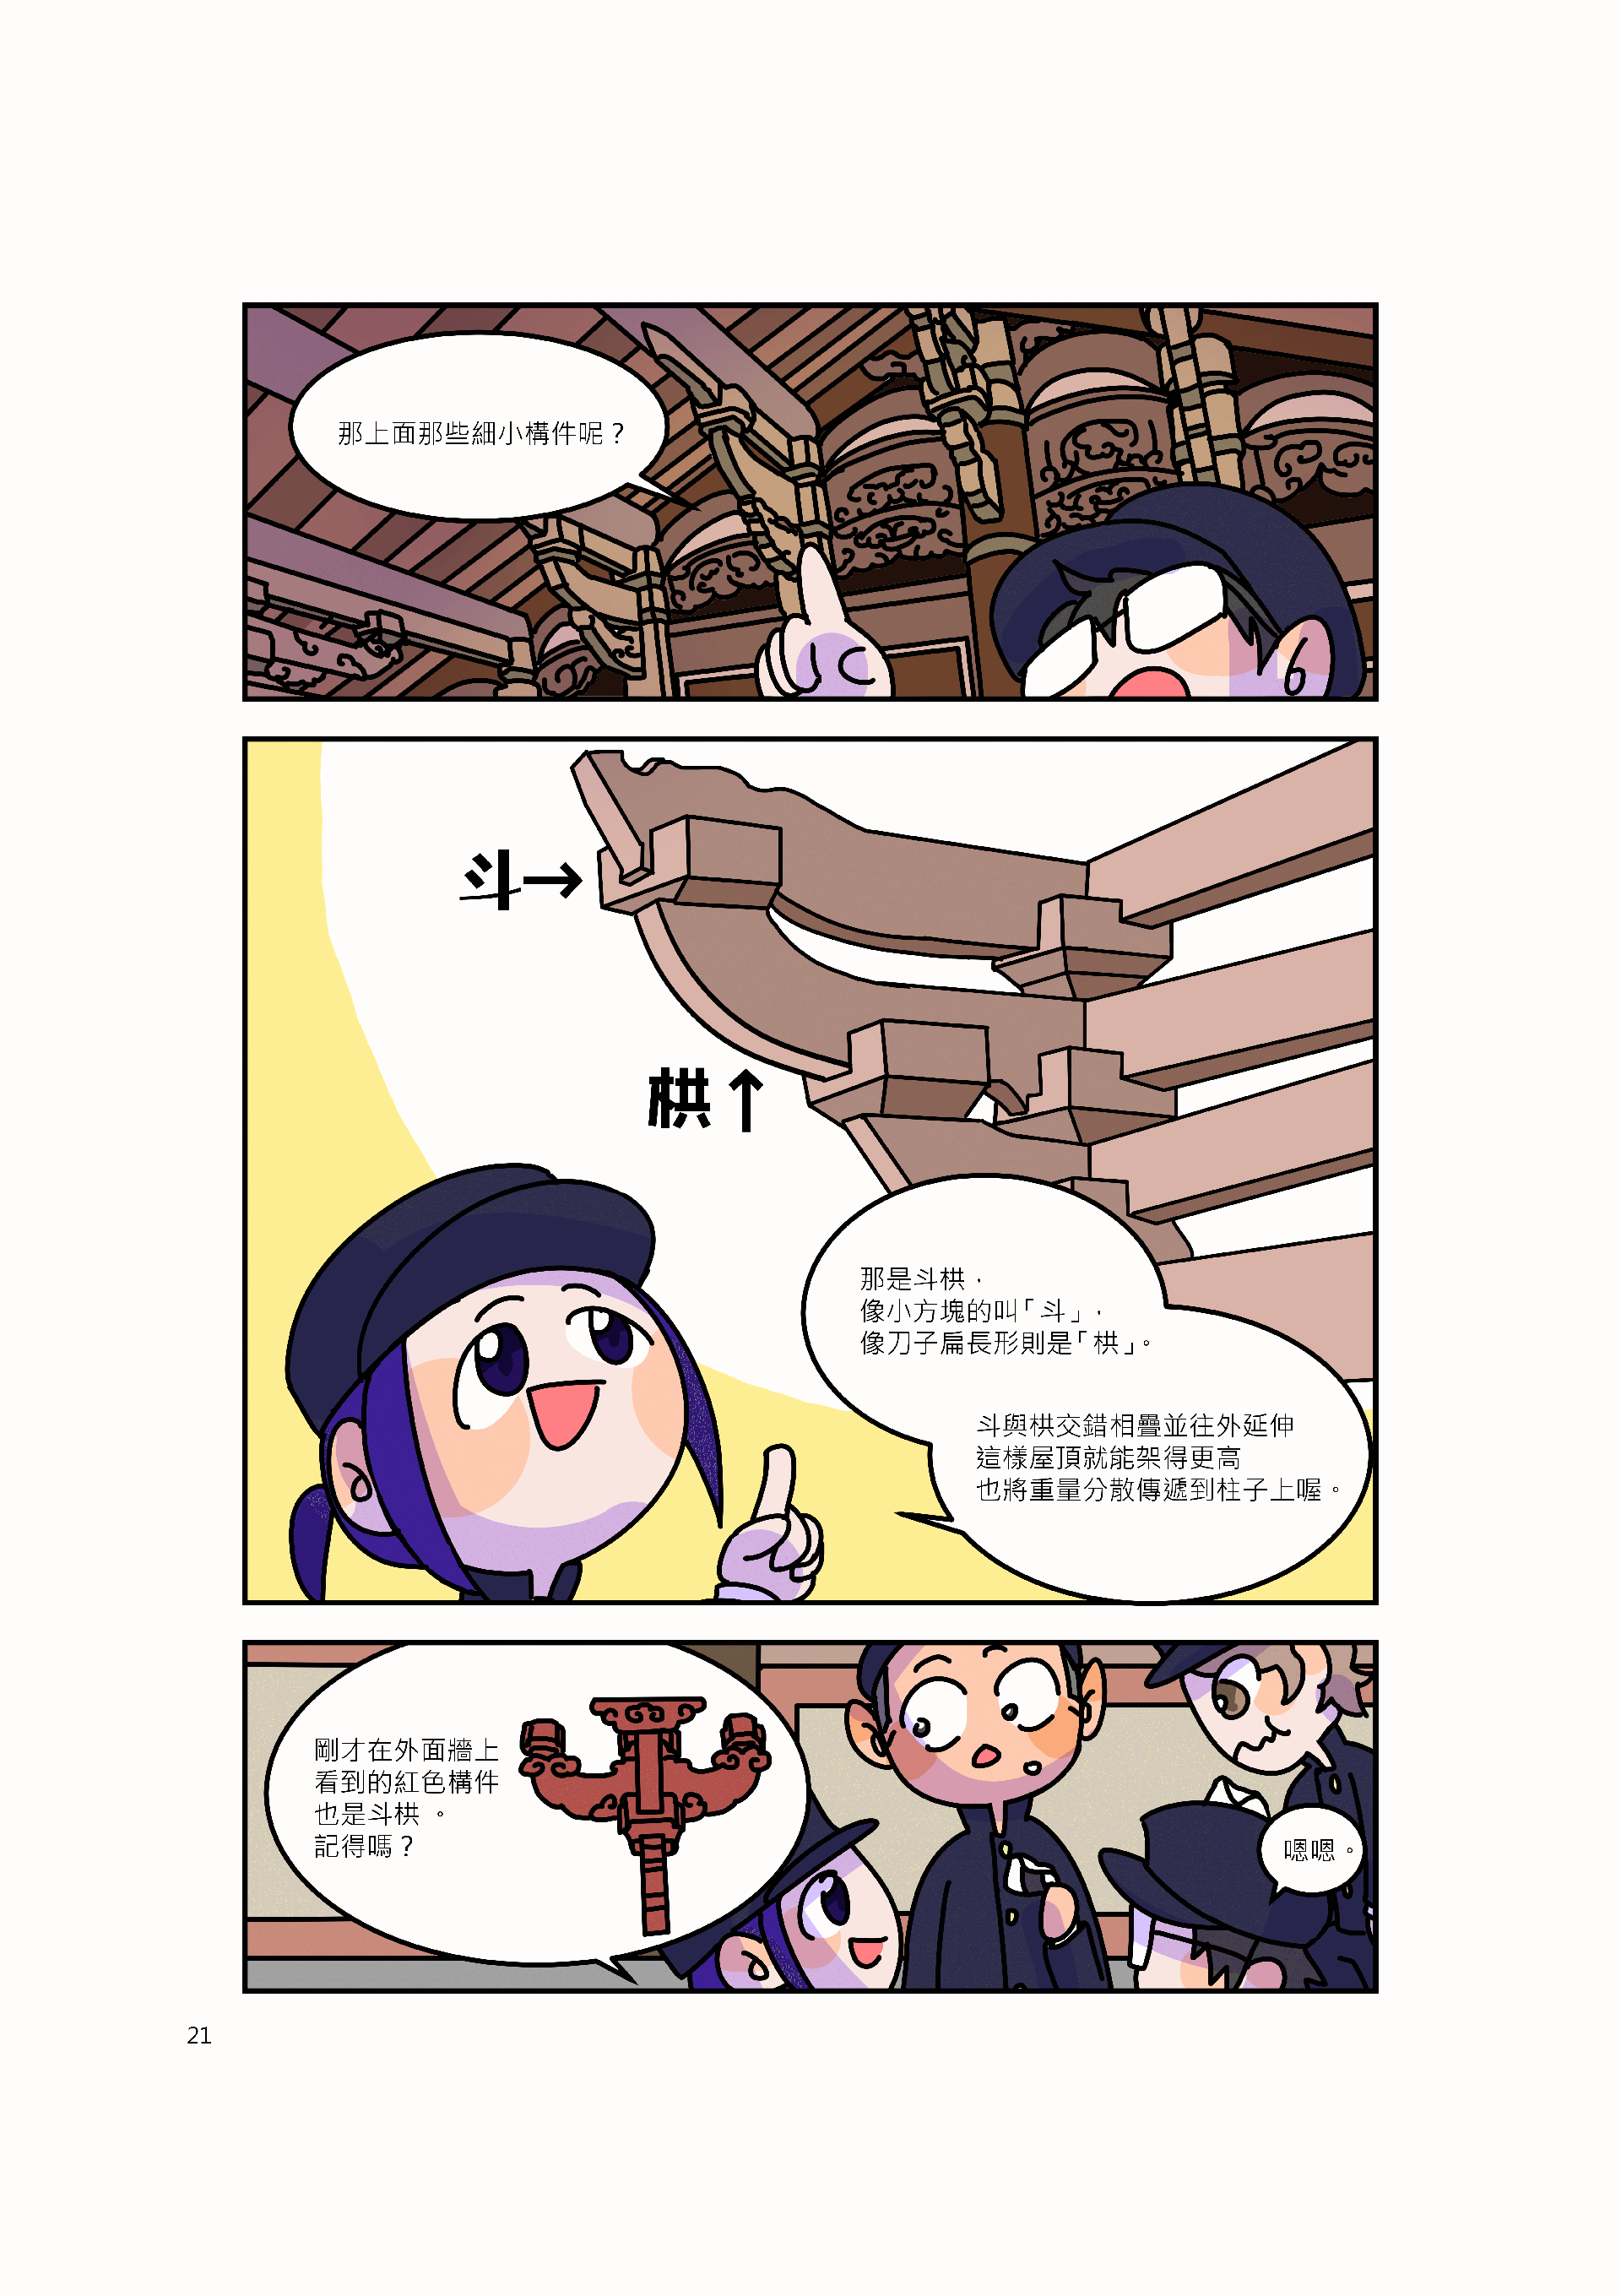 那上面那些細小構件呢？
斗→
栱↑
那是斗栱，
像小方塊的叫「斗」，
像刀子扁長形則是「栱」。
斗與栱交錯相疊並往外延伸
這樣屋頂就能架得更高
也將重量分散傳遞到柱子上喔。
剛才在外面牆上
看到的紅色構件
也是斗栱 。
記得嗎？
嗯嗯。
21